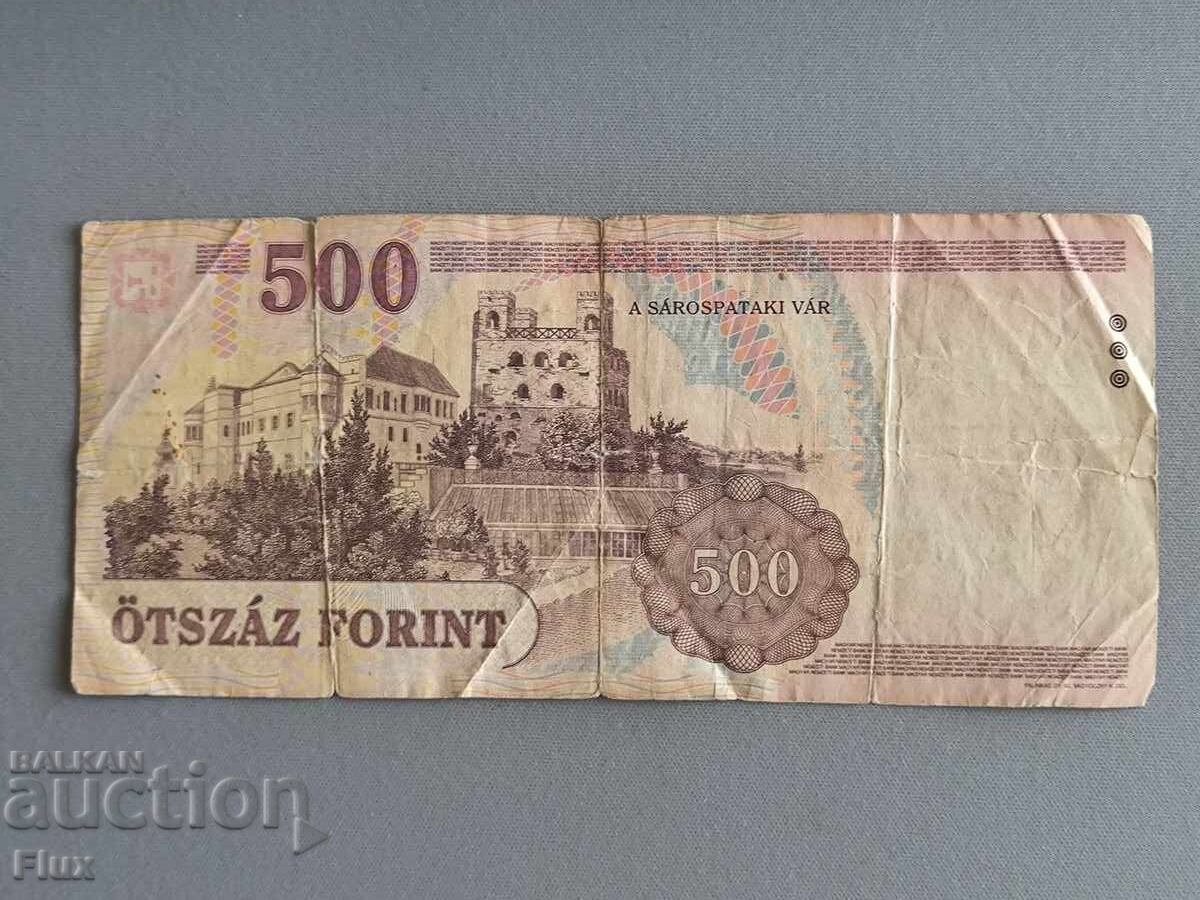 500
A SÁROSPATAKI VÁR
500
ÖTSZÁZ FORINT
BALKAN
auction
Flux